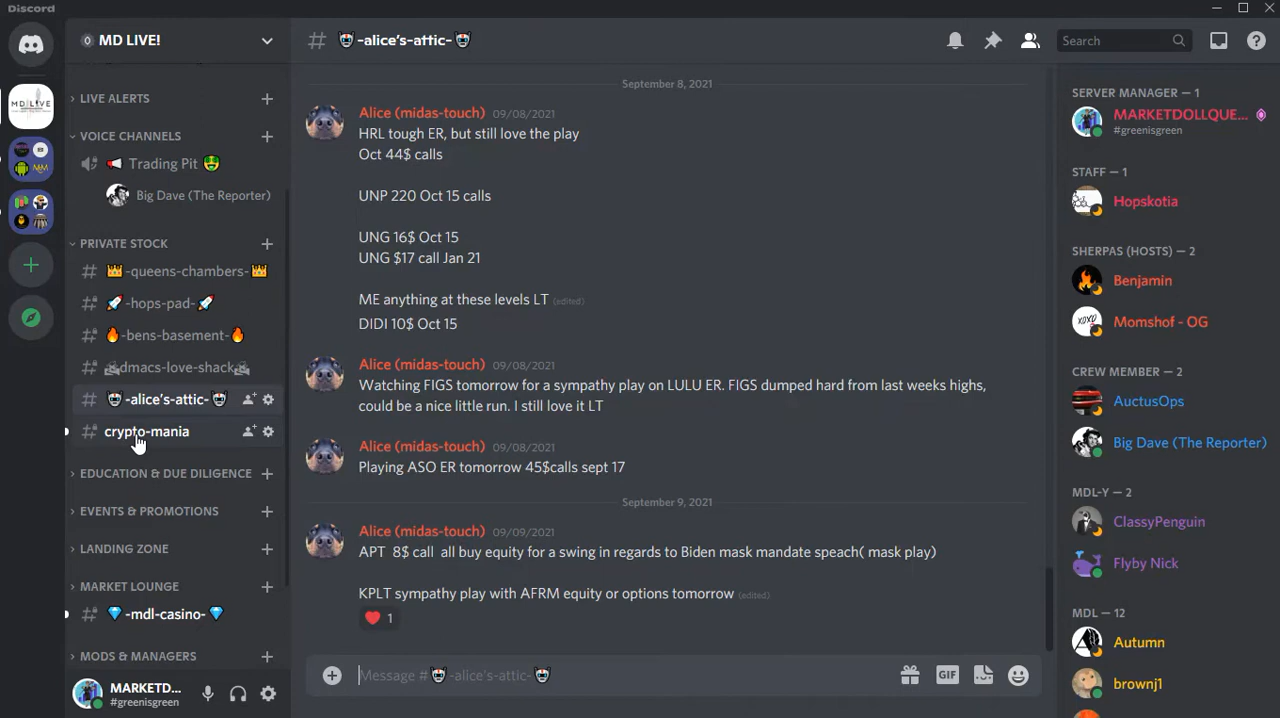 Discord
MD LIVE!
LIVE ALERTS
VOICE CHANNELS
Trading Pit
Big Dave (The Reporter)
PRIVATE STOCK
-queens-chambers-
-hops-pad-
-bens-basement-
dmacs-love-shack
-alice's-attic-
crypto-mania
EDUCATION & DUE DILIGENCE
EVENTS & PROMOTIONS
LANDING ZONE
MARKET LOUNGE
-mdl-casino-
MODS & MANAGERS
MARKETD...
#greenisgreen
# -alice's-attic-
Search
September 8, 2021
Alice (midas-touch) 09/08/2021
HRL tough ER, but still love the play
Oct 44$ calls
UNP 220 Oct 15 calls
UNG 16$ Oct 15
UNG $17 call Jan 21
ME anything at these levels LT (edited)
DIDI 10$ Oct 15
Alice (midas-touch) 09/08/2021
Watching FIGS tomorrow for a sympathy play on LULU ER. FIGS dumped hard from last weeks highs,
could be a nice little run. I still love it LT
Alice (midas-touch) 09/08/2021
Playing ASO ER tomorrow 45$calls sept 17
September 9, 2021
Alice (midas-touch) 09/09/2021
APT 8$ call all buy equity for a swing in regards to Biden mask mandate speach( mask play)
KPLT sympathy play with AFRM equity or options tomorrow (edited)
1
Message # -alice's-attic-
GIF
SERVER MANAGER — 1
MARKETDOLLQUE...
#greenisgreen
STAFF — 1
Hopskotia
SHERPAS (HOSTS) — 2
Benjamin
Momshof - OG
CREW MEMBER — 2
AuctusOps
Big Dave (The Reporter)
MDL-Y — 2
ClassyPenguin
Flyby Nick
MDL — 12
Autumn
brownj1